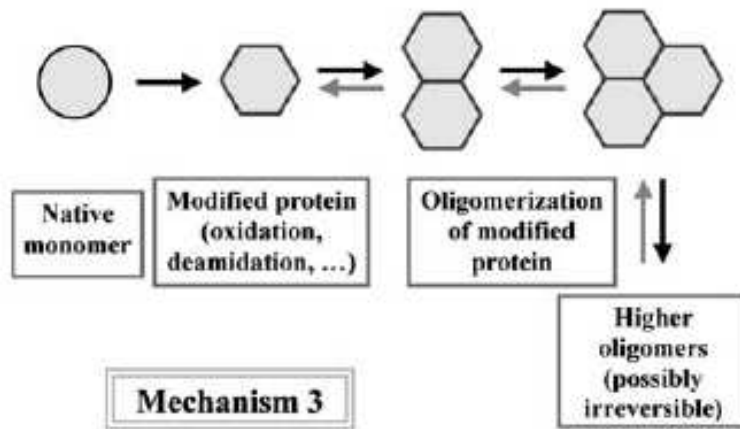 Native
monomer
Modified protein
(oxidation,
deamidation, ...)
Oligomerization
of modified
protein
Higher
oligomers
(possibly
irreversible)
Mechanism 3